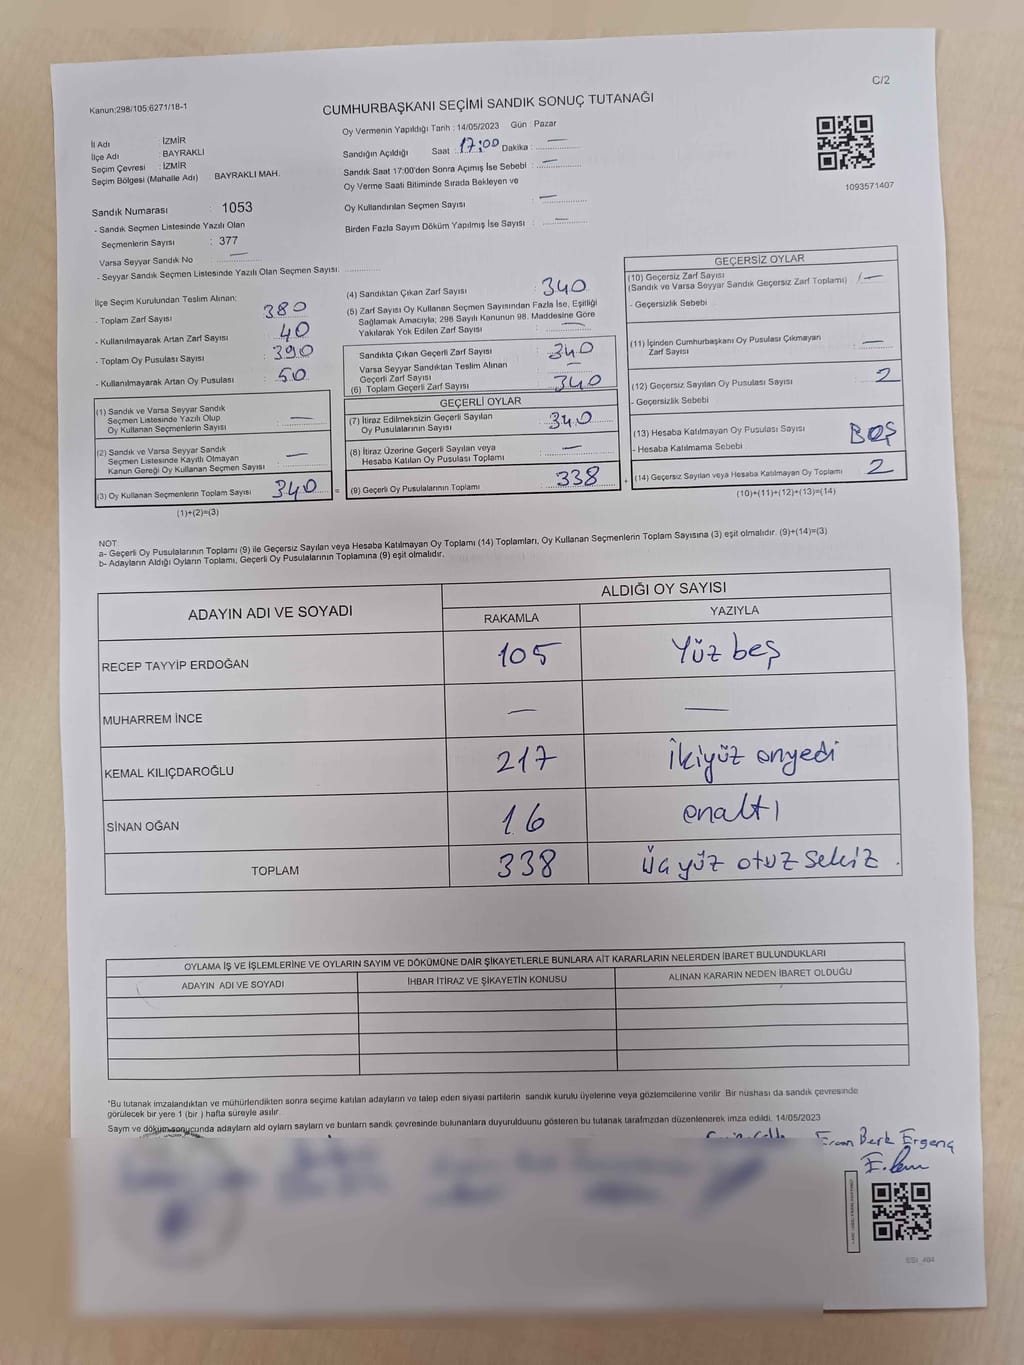 C/2
Kanun;298/105;6271/18-1
CUMHURBAŞKANI SEÇİMİ SANDIK SONUÇ TUTANAĞI
İl Adı : İZMİR
İlçe Adı : BAYRAKLI
Seçim Çevresi : İZMİR
Seçim Bölgesi (Mahalle Adı) BAYRAKLI MAH.
Sandık Numarası : 1053
- Sandık Seçmen Listesinde Yazılı Olan
Seçmenlerin Sayısı : 377
Varsa Seyyar Sandık No : —
- Seyyar Sandık Seçmen Listesinde Yazılı Olan Seçmen Sayısı:
Oy Vermenin Yapıldığı Tarih : 14/05/2023 Gün : Pazar
Sandığın Açıldığı Saat : 17:00 Dakika : —
Sandık Saat 17:00'den Sonra Açımış İse Sebebi : —
Oy Verme Saati Bitiminde Sırada Bekleyen ve
Oy Kullandırılan Seçmen Sayısı : —
Birden Fazla Sayım Döküm Yapılmış İse Sayısı : —
1093571407
İlçe Seçim Kurulundan Teslim Alınan;
- Toplam Zarf Sayısı : 380
- Kullanılmayarak Artan Zarf Sayısı : 40
- Toplam Oy Pusulası Sayısı : 390
- Kullanılmayarak Artan Oy Pusulası : 50
(1) Sandık ve Varsa Seyyar Sandık
Seçmen Listesinde Yazılı Olup
Oy Kullanan Seçmenlerin Sayısı : —
(2) Sandık ve Varsa Seyyar Sandık
Seçmen Listesinde Kayıtlı Olmayan
Kanun Gereği Oy Kullanan Seçmen Sayısı : —
(3) Oy Kullanan Seçmenlerin Toplam Sayısı : 340
(1)+(2)=(3)
(4) Sandıktan Çıkan Zarf Sayısı : 340
(5) Zarf Sayısı Oy Kullanan Seçmen Sayısından Fazla İse, Eşitliği
Sağlamak Amacıyla; 298 Sayılı Kanunun 98. Maddesine Göre
Yakılarak Yok Edilen Zarf Sayısı : —
Sandıkta Çıkan Geçerli Zarf Sayısı : 340
Varsa Seyyar Sandıktan Teslim Alınan
Geçerli Zarf Sayısı : —
(6) Toplam Geçerli Zarf Sayısı : 340
GEÇERLİ OYLAR
(7) İtiraz Edilmeksizin Geçerli Sayılan
Oy Pusulalarının Sayısı : 340
(8) İtiraz Üzerine Geçerli Sayılan veya
Hesaba Katılan Oy Pusulası Toplamı : —
= (9) Geçerli Oy Pusulalarının Toplamı : 338
GEÇERSİZ OYLAR
(10) Geçersiz Zarf Sayısı
(Sandık ve Varsa Seyyar Sandık Geçersiz Zarf Toplamı) : —
- Geçersizlik Sebebi :
(11) İçinden Cumhurbaşkanı Oy Pusulası Çıkmayan
Zarf Sayısı : —
(12) Geçersiz Sayılan Oy Pusulası Sayısı : 2
- Geçersizlik Sebebi :
(13) Hesaba Katılmayan Oy Pusulası Sayısı : BOŞ
- Hesaba Katılmama Sebebi :
+ (14) Geçersiz Sayılan veya Hesaba Katılmayan Oy Toplamı : 2
(10)+(11)+(12)+(13)=(14)
NOT:
a- Geçerli Oy Pusulalarının Toplamı (9) ile Geçersiz Sayılan veya Hesaba Katılmayan Oy Toplamı (14) Toplamları, Oy Kullanan Seçmenlerin Toplam Sayısına (3) eşit olmalıdır. (9)+(14)=(3)
b- Adayların Aldığı Oyların Toplamı, Geçerli Oy Pusulalarının Toplamına (9) eşit olmalıdır.
ADAYIN ADI VE SOYADI ALDIĞI OY SAYISI
RAKAMLA YAZIYLA
RECEP TAYYİP ERDOĞAN 105 Yüz beş
MUHARREM İNCE — —
KEMAL KILIÇDAROĞLU 217 İkiyüz onyedi
SİNAN OĞAN 16 onaltı
TOPLAM 338 üçyüz otuz sekiz .
OYLAMA İŞ VE İŞLEMLERİNE VE OYLARIN SAYIM VE DÖKÜMÜNE DAİR ŞİKAYETLERLE BUNLARA AİT KARARLARIN NELERDEN İBARET BULUNDUKLARI
ADAYIN ADI VE SOYADI İHBAR İTİRAZ VE ŞİKAYETİN KONUSU ALINAN KARARIN NEDEN İBARET OLDUĞU
*Bu tutanak imzalandıktan ve mühürlendikten sonra seçime katılan adayların ve talep eden siyasi partilerin sandık kurulu üyelerine veya gözlemcilerine verilir. Bir nüshası da sandık çevresinde
görülecek bir yere 1 (bir ) hafta süreyle asılır.
Sayım ve döküm sonucunda adayların ald oyların sayıları ve bunların sandık çevresinde bulunanlara duyurulduunu gösteren bu tutanak tarafımzdan düzenlenerek imza edildi. 14/05/2023
Berk Ergenç
ESI_494